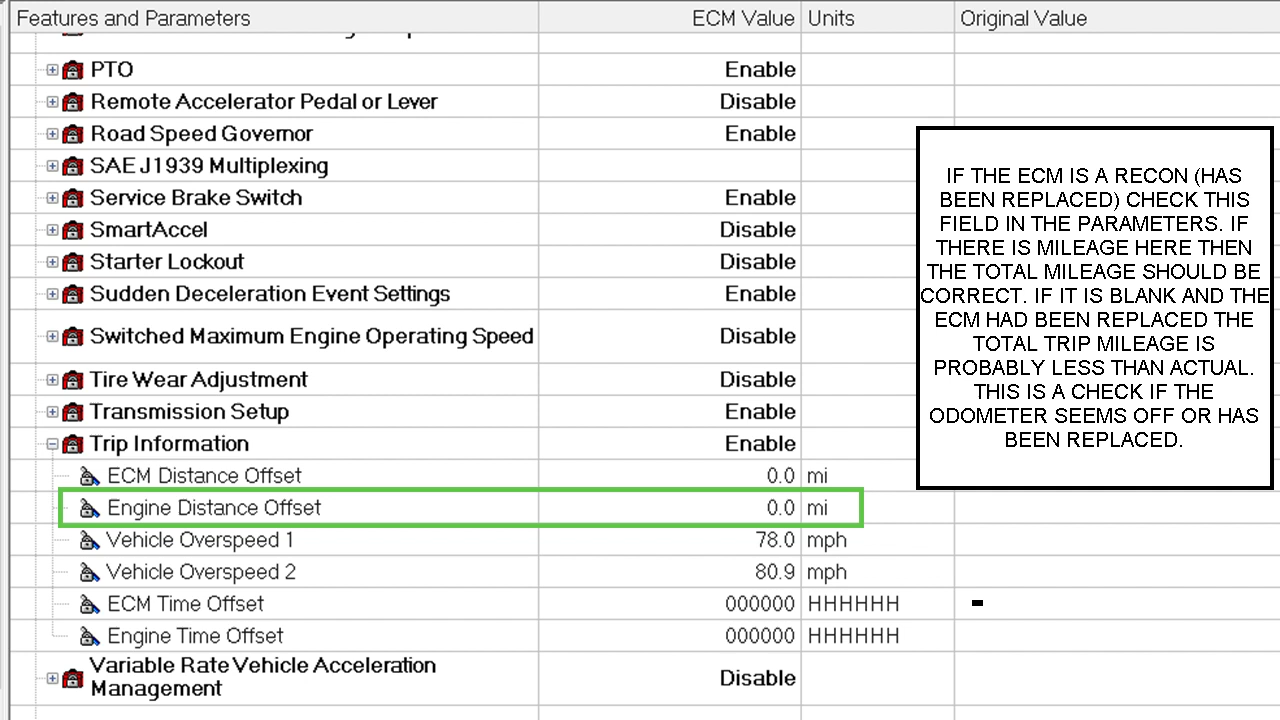 Features and Parameters ECM Value Units Original Value
PTO Enable
Remote Accelerator Pedal or Lever Disable
Road Speed Governor Enable
SAE J1939 Multiplexing
Service Brake Switch Enable
SmartAccel Disable
Starter Lockout Disable
Sudden Deceleration Event Settings Enable
Switched Maximum Engine Operating Speed Disable
Tire Wear Adjustment Disable
Transmission Setup Enable
Trip Information Enable
ECM Distance Offset 0.0 mi
Engine Distance Offset 0.0 mi
Vehicle Overspeed 1 78.0 mph
Vehicle Overspeed 2 80.9 mph
ECM Time Offset 000000 HHHHHH -
Engine Time Offset 000000 HHHHHH
Variable Rate Vehicle Acceleration
Management Disable
IF THE ECM IS A RECON (HAS
BEEN REPLACED) CHECK THIS
FIELD IN THE PARAMETERS. IF
THERE IS MILEAGE HERE THEN
THE TOTAL MILEAGE SHOULD BE
CORRECT. IF IT IS BLANK AND THE
ECM HAD BEEN REPLACED THE
TOTAL TRIP MILEAGE IS
PROBABLY LESS THAN ACTUAL.
THIS IS A CHECK IF THE
ODOMETER SEEMS OFF OR HAS
BEEN REPLACED.